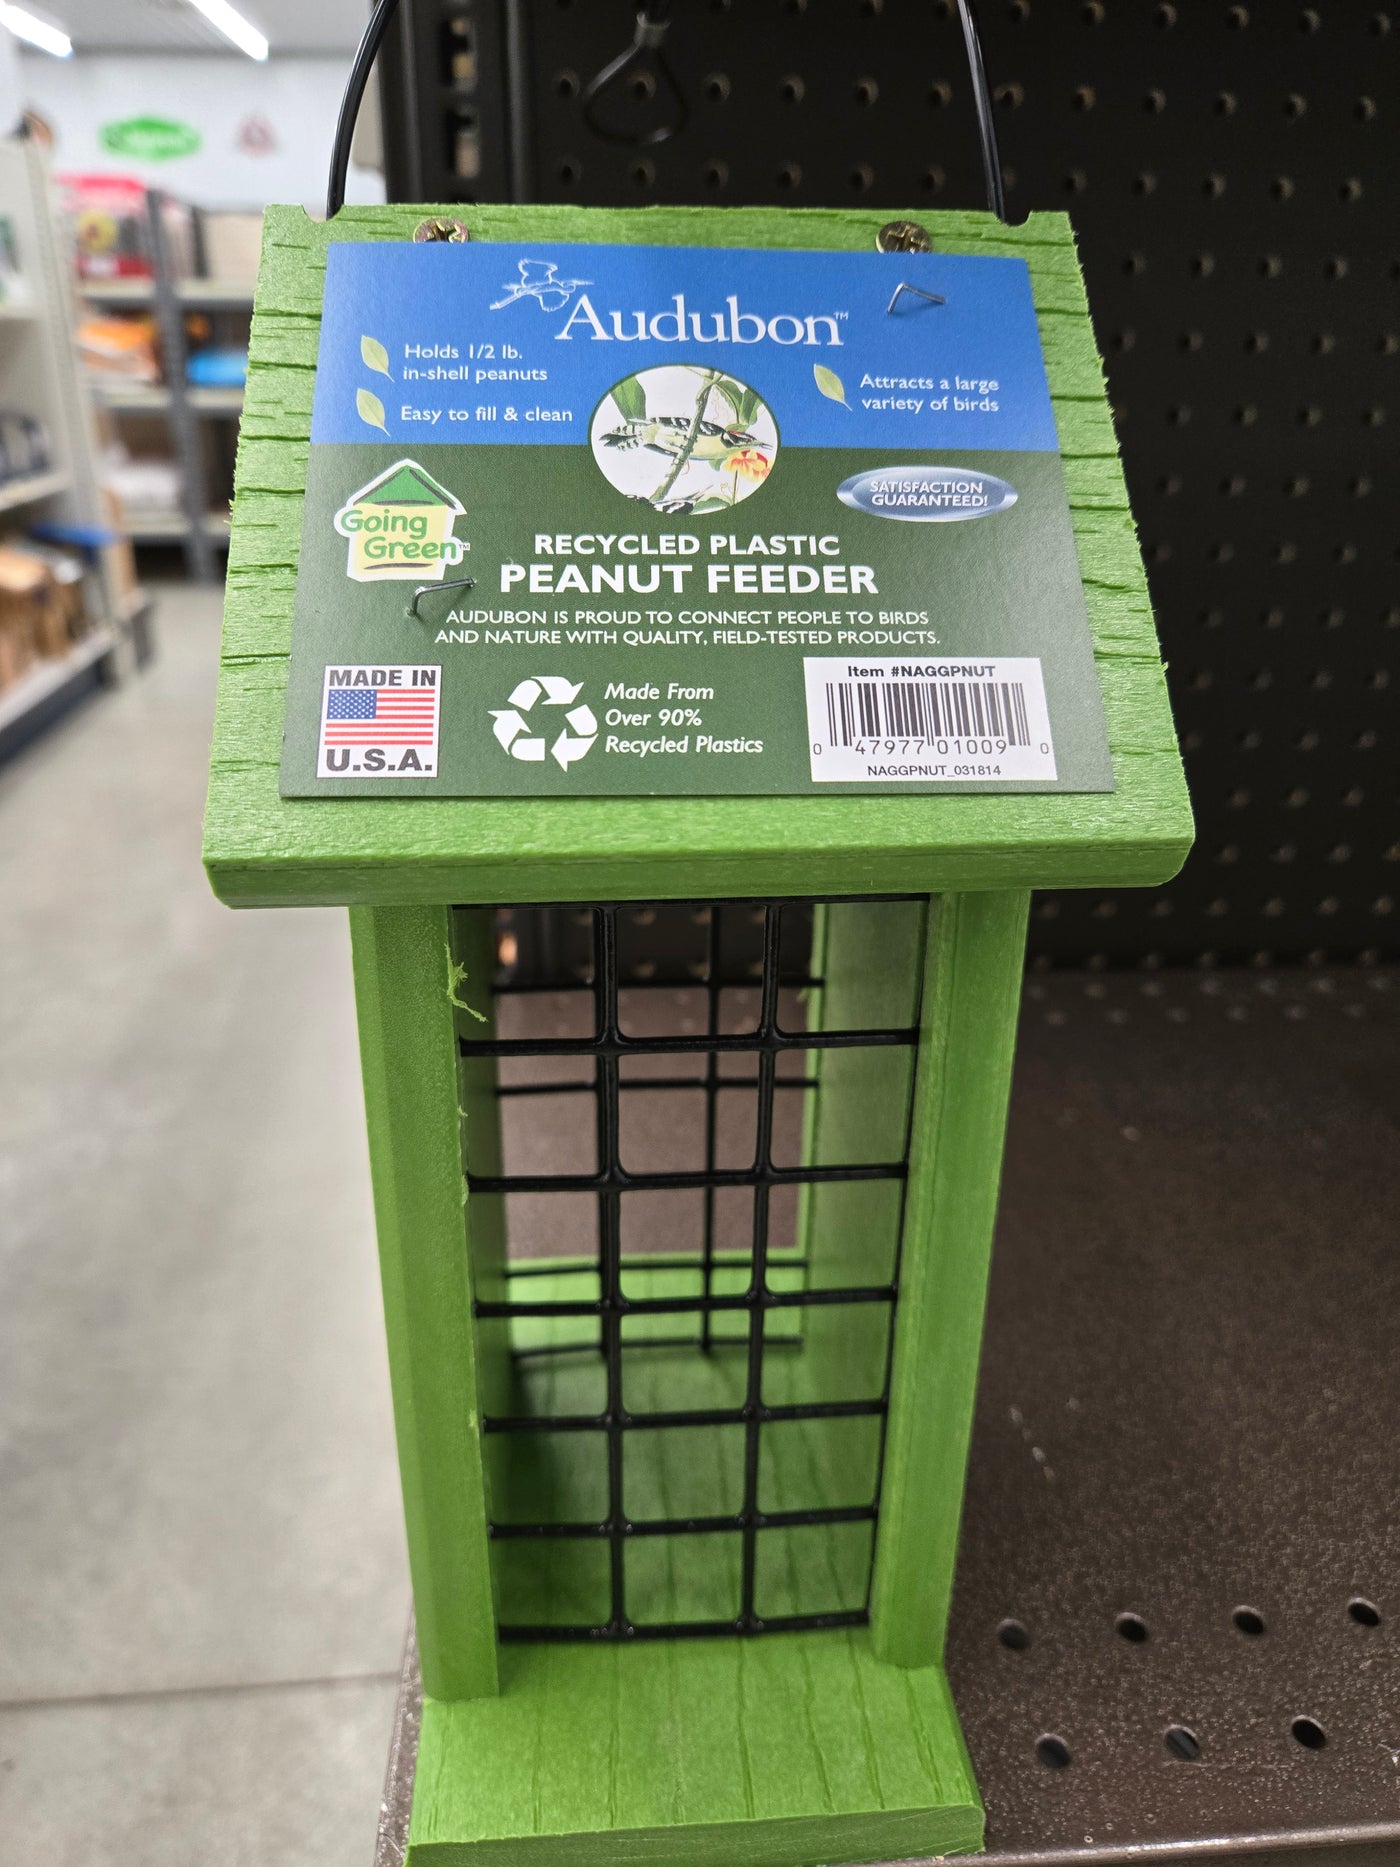 Audubon™
Holds 1/2 lb.
in-shell peanuts
Easy to fill & clean
Attracts a large
variety of birds
SATISFACTION
GUARANTEED!
Going
Green™
RECYCLED PLASTIC
PEANUT FEEDER
AUDUBON IS PROUD TO CONNECT PEOPLE TO BIRDS
AND NATURE WITH QUALITY, FIELD-TESTED PRODUCTS.
MADE IN
U.S.A.
Made From
Over 90%
Recycled Plastics
Item #NAGGPNUT
0 47977 01009 0
NAGGPNUT_031814